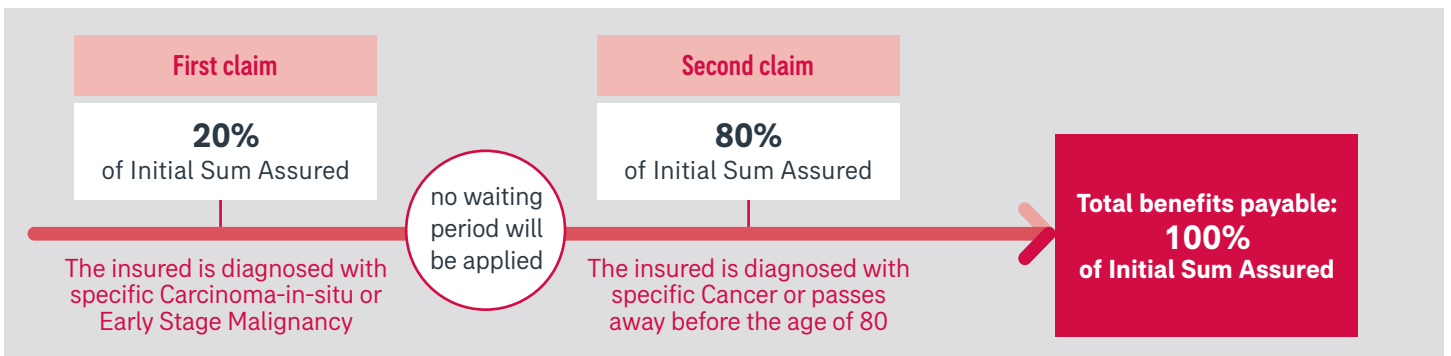 First claim
20%
of Initial Sum Assured
The insured is diagnosed with
specific Carcinoma-in-situ or
Early Stage Malignancy
no waiting
period will
be applied
Second claim
80%
of Initial Sum Assured
The insured is diagnosed with
specific Cancer or passes
away before the age of 80
Total benefits payable:
100%
of Initial Sum Assured